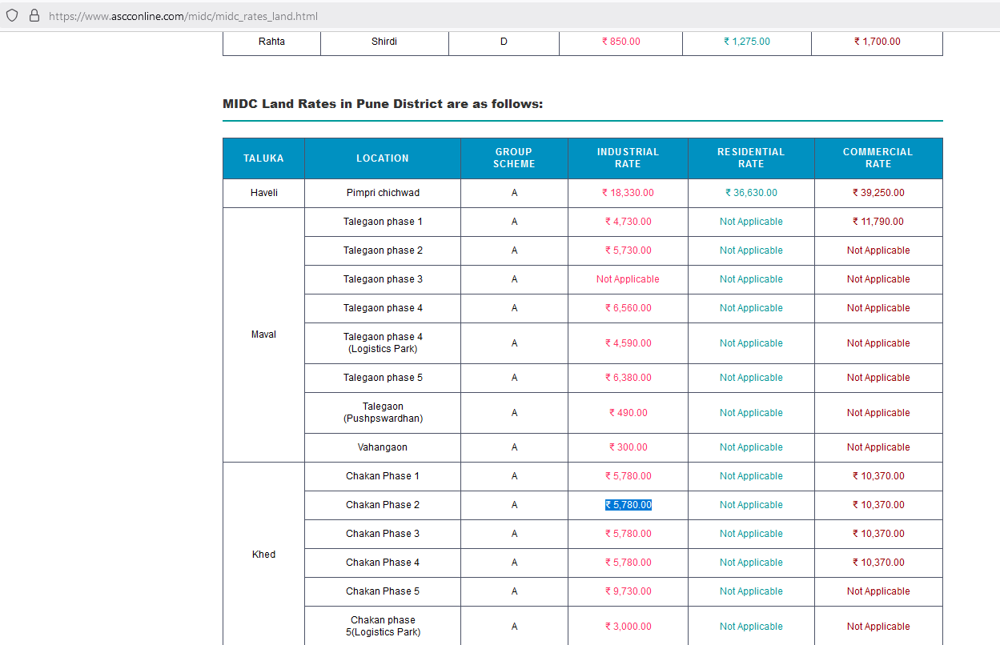 https://www.ascconline.com/midc/midc_rates_land.html
Rahta Shirdi D ₹ 850.00 ₹ 1,275.00 ₹ 1,700.00
MIDC Land Rates in Pune District are as follows:
TALUKA LOCATION GROUP SCHEME INDUSTRIAL RATE RESIDENTIAL RATE COMMERCIAL RATE
Haveli Pimpri chichwad A ₹ 18,330.00 ₹ 36,630.00 ₹ 39,250.00
Maval
Talegaon phase 1 A ₹ 4,730.00 Not Applicable ₹ 11,790.00
Talegaon phase 2 A ₹ 5,730.00 Not Applicable Not Applicable
Talegaon phase 3 A Not Applicable Not Applicable Not Applicable
Talegaon phase 4 A ₹ 6,560.00 Not Applicable Not Applicable
Talegaon phase 4 (Logistics Park) A ₹ 4,590.00 Not Applicable Not Applicable
Talegaon phase 5 A ₹ 6,380.00 Not Applicable Not Applicable
Talegaon (Pushpswardhan) A ₹ 490.00 Not Applicable Not Applicable
Vahangaon A ₹ 300.00 Not Applicable Not Applicable
Khed
Chakan Phase 1 A ₹ 5,780.00 Not Applicable ₹ 10,370.00
Chakan Phase 2 A ₹ 5,780.00 Not Applicable ₹ 10,370.00
Chakan Phase 3 A ₹ 5,780.00 Not Applicable ₹ 10,370.00
Chakan Phase 4 A ₹ 5,780.00 Not Applicable ₹ 10,370.00
Chakan Phase 5 A ₹ 9,730.00 Not Applicable Not Applicable
Chakan phase 5(Logistics Park) A ₹ 3,000.00 Not Applicable Not Applicable